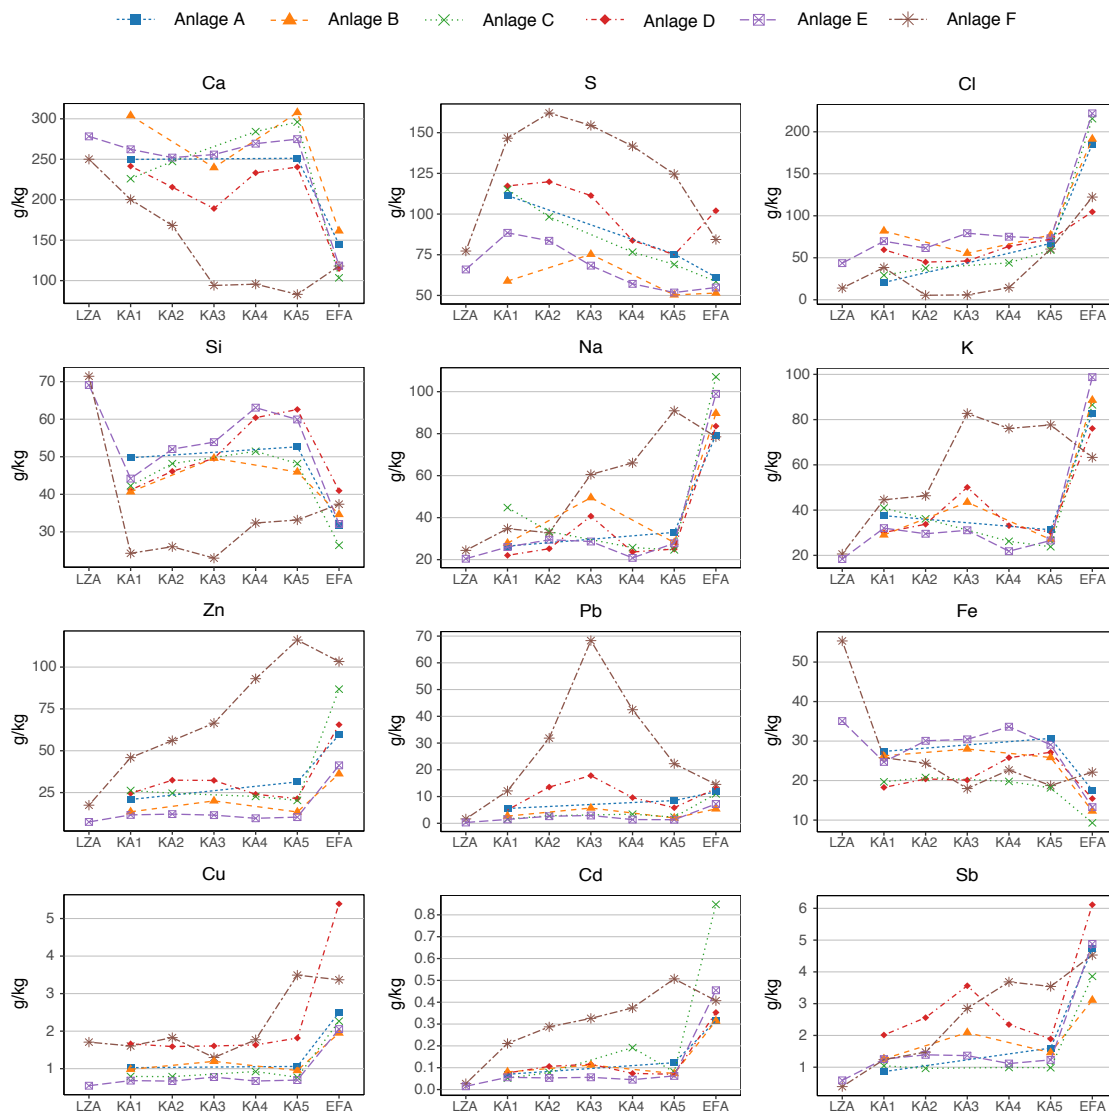 Anlage A Anlage B Anlage C Anlage D Anlage E Anlage F
Ca S Cl
g/kg
300
250
200
150
100
LZA KA1 KA2 KA3 KA4 KA5 EFA
g/kg
150
125
100
75
50
LZA KA1 KA2 KA3 KA4 KA5 EFA
g/kg
200
150
100
50
0
LZA KA1 KA2 KA3 KA4 KA5 EFA
Si Na K
g/kg
70
60
50
40
30
LZA KA1 KA2 KA3 KA4 KA5 EFA
g/kg
100
80
60
40
20
LZA KA1 KA2 KA3 KA4 KA5 EFA
g/kg
100
80
60
40
20
LZA KA1 KA2 KA3 KA4 KA5 EFA
Zn Pb Fe
g/kg
100
75
50
25
LZA KA1 KA2 KA3 KA4 KA5 EFA
g/kg
70
60
50
40
30
20
10
0
LZA KA1 KA2 KA3 KA4 KA5 EFA
g/kg
50
40
30
20
10
LZA KA1 KA2 KA3 KA4 KA5 EFA
Cu Cd Sb
g/kg
5
4
3
2
1
LZA KA1 KA2 KA3 KA4 KA5 EFA
g/kg
0.8
0.7
0.6
0.5
0.4
0.3
0.2
0.1
0.0
LZA KA1 KA2 KA3 KA4 KA5 EFA
g/kg
6
5
4
3
2
1
LZA KA1 KA2 KA3 KA4 KA5 EFA